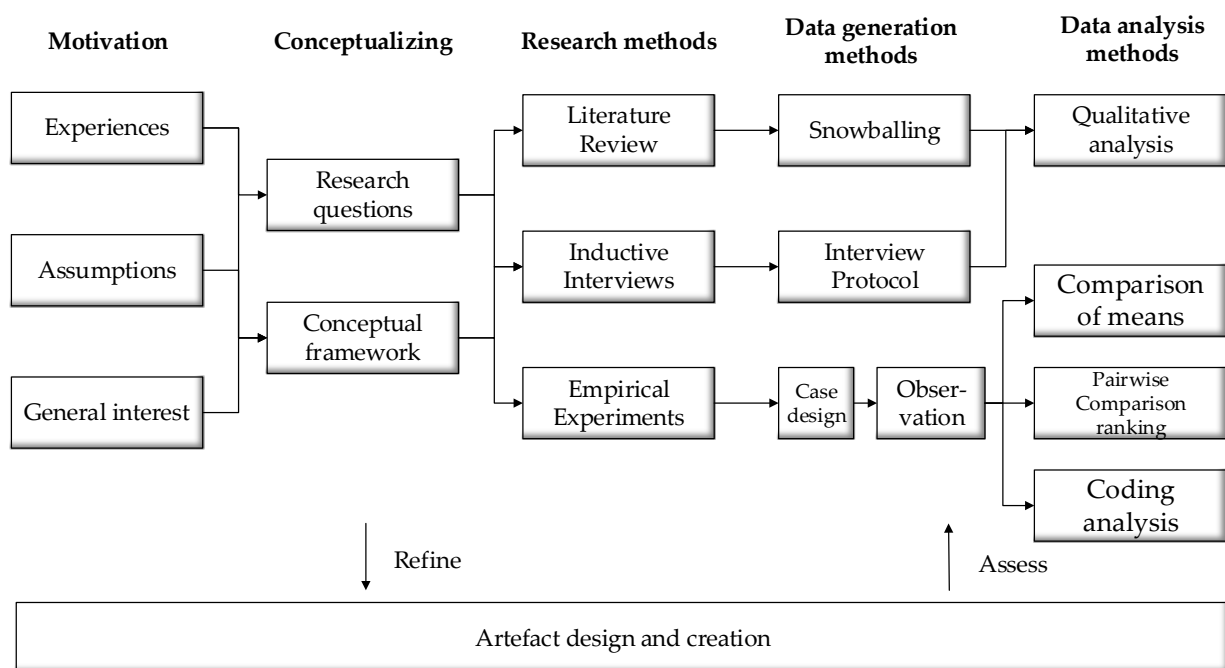 Motivation
Conceptualizing
Research methods
Data generation
methods
Data analysis
methods
Experiences
Assumptions
General interest
Research
questions
Conceptual
framework
Literature
Review
Inductive
Interviews
Empirical
Experiments
Snowballing
Interview
Protocol
Case
design
Obser-
vation
Qualitative
analysis
Comparison
of means
Pairwise
Comparison
ranking
Coding
analysis
Refine
Assess
Artefact design and creation